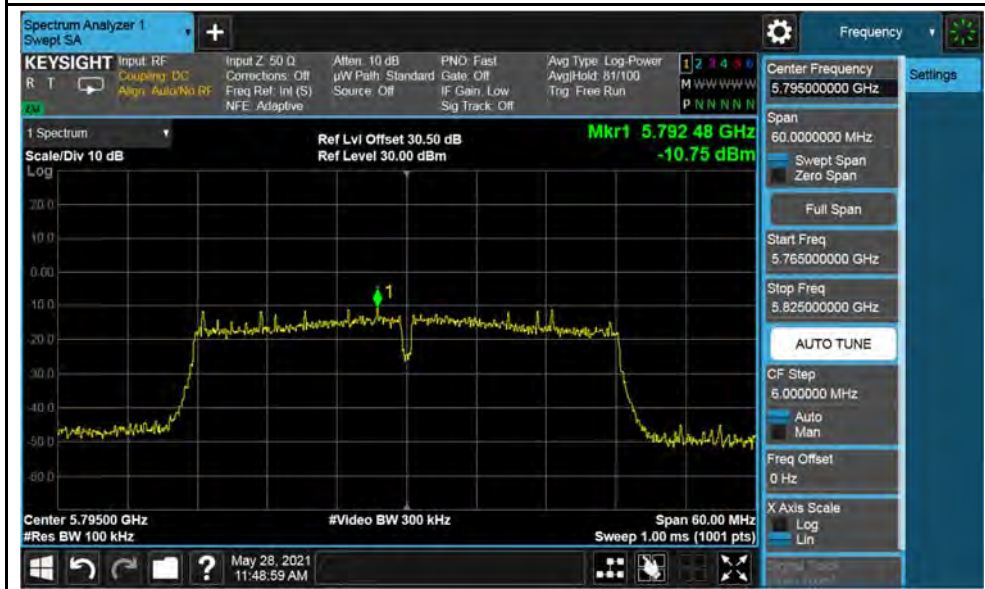 Spectrum Analyzer 1
Swept SA
+
Frequency
KEYSIGHT
R T
Input: RF
Coupling: DC
Align: Auto/No RF
Input Z: 50 Ω
Corrections: Off
Freq Ref: Int (S)
NFE: Adaptive
Atten: 10 dB
µW Path: Standard
Source: Off
PNO: Fast
Gate: Off
IF Gain: Low
Sig Track: Off
Avg Type: Log-Power
Avg|Hold: 81/100
Trig: Free Run
1 2 3 4 5 6
M W W W W W
P N N N N N
1 Spectrum
Scale/Div 10 dB
Log
Ref Lvl Offset 30.50 dB
Ref Level 30.00 dBm
Mkr1 5.792 48 GHz
-10.75 dBm
20.0
10.0
0.00
-10.0
-20.0
-30.0
-40.0
-50.0
-60.0
1
Center 5.79500 GHz
#Res BW 100 kHz
#Video BW 300 kHz
Span 60.00 MHz
Sweep 1.00 ms (1001 pts)
Center Frequency
5.795000000 GHz
Settings
Span
60.0000000 MHz
Swept Span
Zero Span
Full Span
Start Freq
5.765000000 GHz
Stop Freq
5.825000000 GHz
AUTO TUNE
CF Step
6.000000 MHz
Auto
Man
Freq Offset
0 Hz
X Axis Scale
Log
Lin
?
May 28, 2021
11:48:59 AM